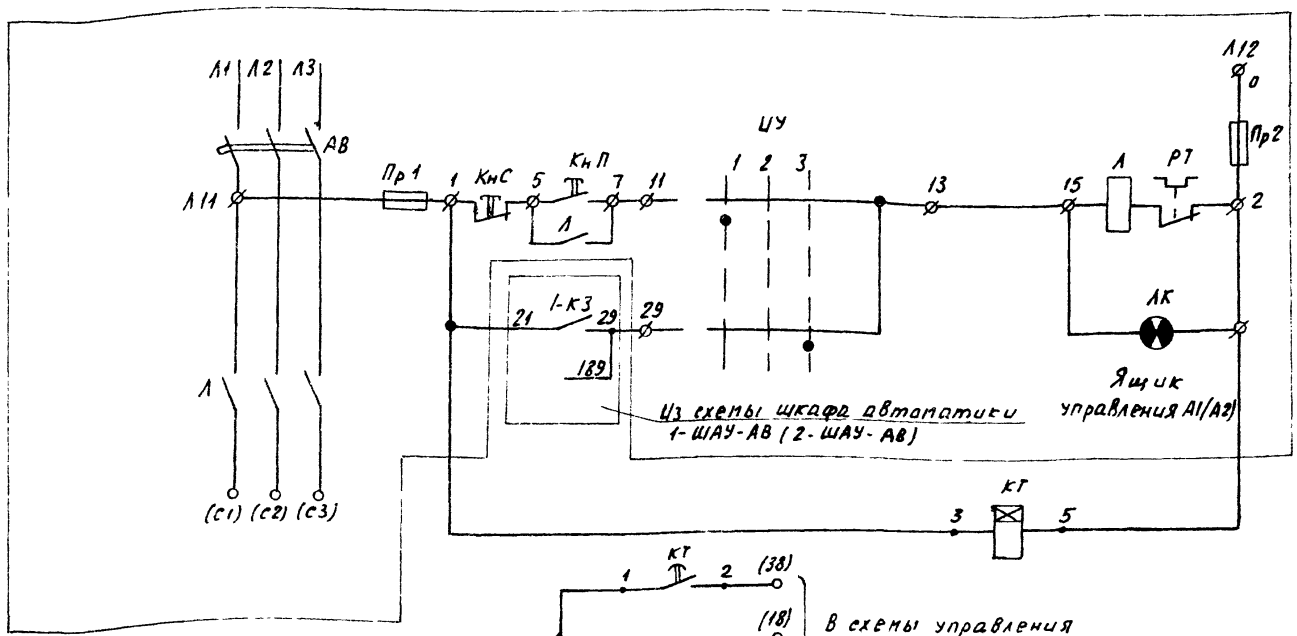 Л1 Л2 Л3
Л12
0
АВ
ИУ
Пр2
Пр1
КнС
КнП
1 2 3
Л
РТ
Л11
1
5
7
11
13
15
2
Л
1-К3
21
29
29
189
ЛК
Л
Ящик
управления А1/А2)
Из схемы шкафа автоматики
1-ШАУ-АВ (2-ШАУ-АВ)
(С1) (С2) (С3)
КТ
3
5
КТ
1
2
(38)
(18)
В схемы управления